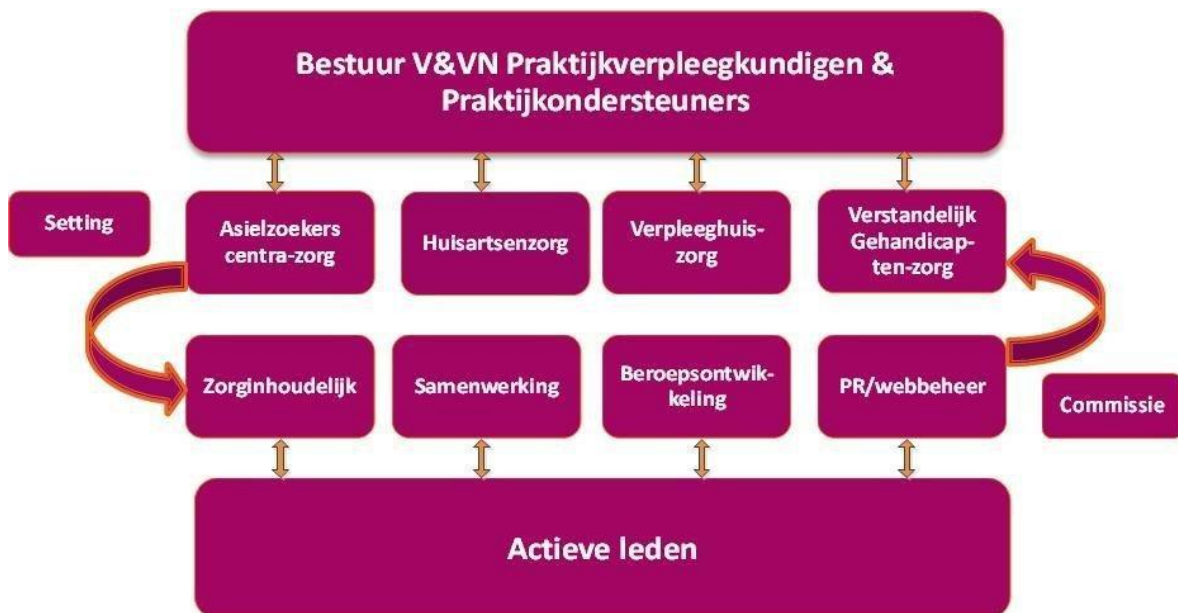 Bestuur V&VN Praktijkverpleegkundigen &
Praktijkondersteuners
Setting
Asielzoekers
centra-zorg
Huisartsenzorg
Verpleeghuis-
zorg
Verstandelijk
Gehandicap-
ten-zorg
Zorginhoudelijk
Samenwerking
Beroepsontwik-
keling
PR/webbeheer
Commissie
Actieve leden